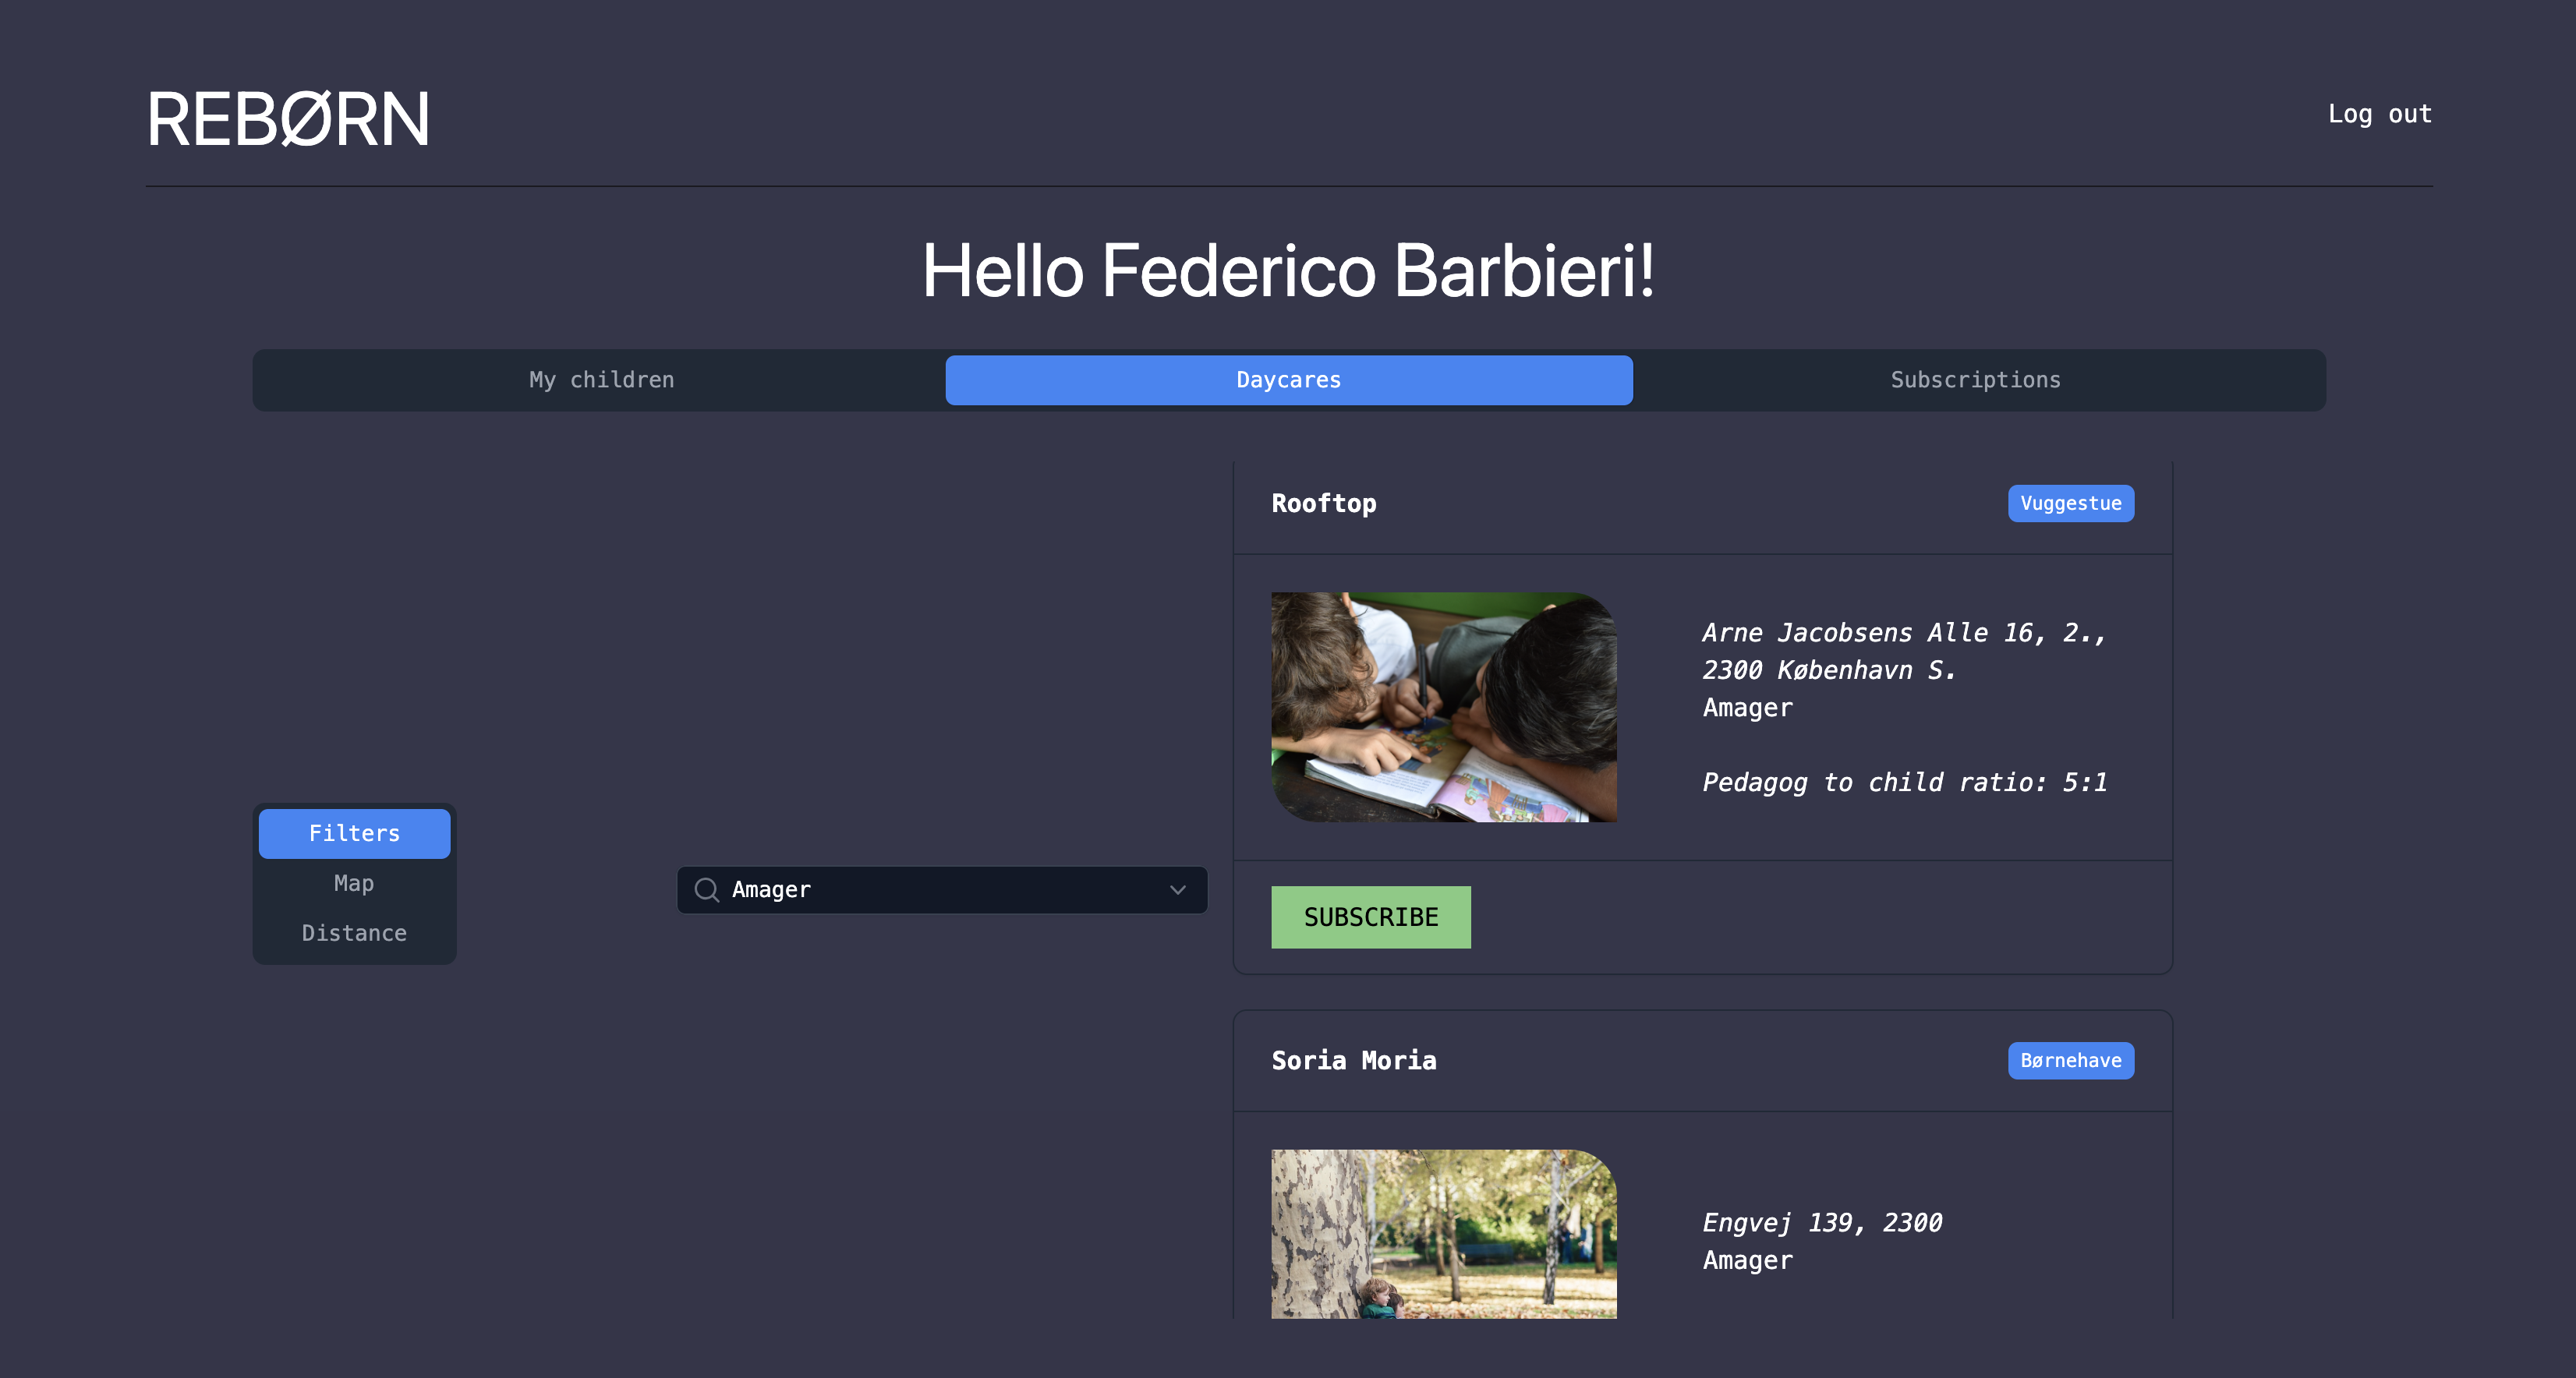 REBØRN
Log out
Hello Federico Barbieri!
My children
Daycares
Subscriptions
Filters
Map
Distance
Amager
Rooftop
Vuggestue
Arne Jacobsens Alle 16, 2.,
2300 København S.
Amager
Pedagog to child ratio: 5:1
SUBSCRIBE
Soria Moria
Børnehave
Engvej 139, 2300
Amager